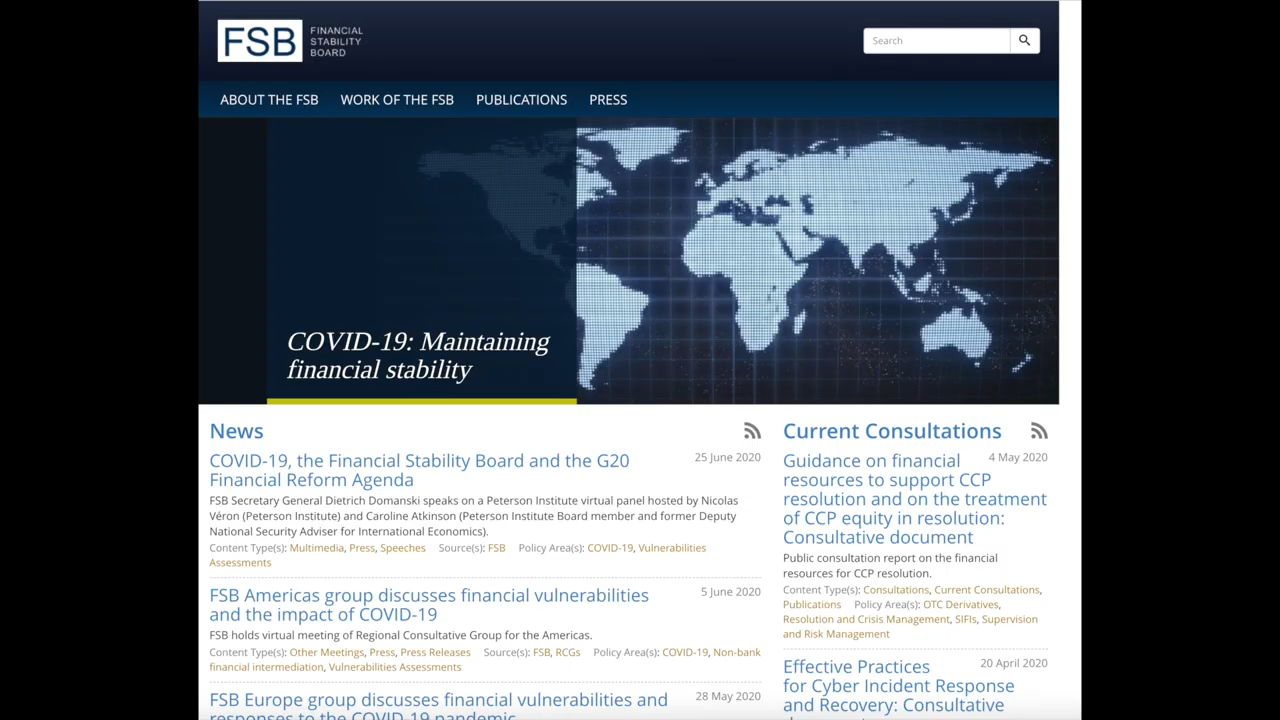 FSB
FINANCIAL
STABILITY
BOARD
Search
ABOUT THE FSB WORK OF THE FSB PUBLICATIONS PRESS
COVID-19: Maintaining
financial stability
News
COVID-19, the Financial Stability Board and the G20
Financial Reform Agenda
25 June 2020
FSB Secretary General Dietrich Domanski speaks on a Peterson Institute virtual panel hosted by Nicolas
Véron (Peterson Institute) and Caroline Atkinson (Peterson Institute Board member and former Deputy
National Security Adviser for International Economics).
Content Type(s): Multimedia, Press, Speeches Source(s): FSB Policy Area(s): COVID-19, Vulnerabilities
Assessments
FSB Americas group discusses financial vulnerabilities
and the impact of COVID-19
5 June 2020
FSB holds virtual meeting of Regional Consultative Group for the Americas.
Content Type(s): Other Meetings, Press, Press Releases Source(s): FSB, RCGs Policy Area(s): COVID-19, Non-bank
financial intermediation, Vulnerabilities Assessments
FSB Europe group discusses financial vulnerabilities and
responses to the COVID-19 pandemic
28 May 2020
Current Consultations
Guidance on financial
4 May 2020
resources to support CCP
resolution and on the treatment
of CCP equity in resolution:
Consultative document
Public consultation report on the financial
resources for CCP resolution.
Content Type(s): Consultations, Current Consultations,
Publications Policy Area(s): OTC Derivatives,
Resolution and Crisis Management, SIFIs, Supervision
and Risk Management
Effective Practices
20 April 2020
for Cyber Incident Response
and Recovery: Consultative